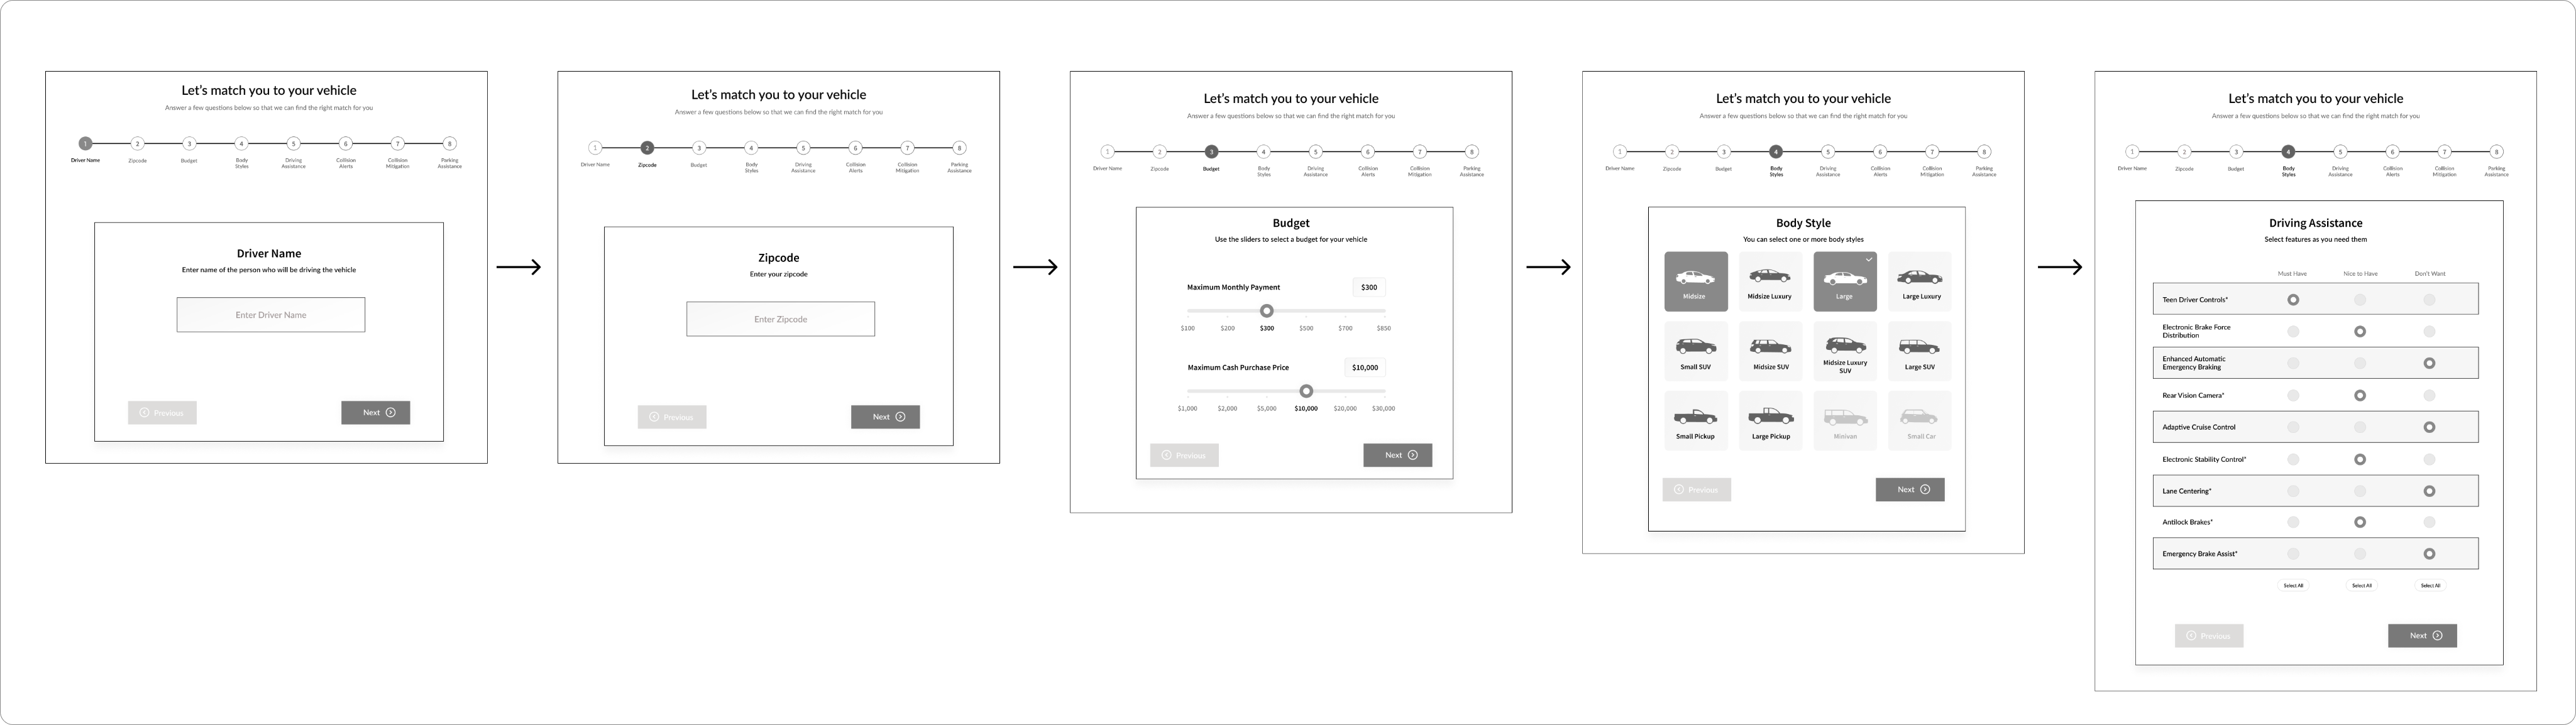 Let's match you to your vehicle
Answer a few questions below so that we can find the right match for you
1 2 3 4 5 6 7 8
Driver Name Zipcode Budget Body Styles Driving Assistance Collision Alerts Collision Mitigation Parking Assistance
Driver Name
Enter name of the person who will be driving the vehicle
Enter Driver Name
Previous Next
Let's match you to your vehicle
Answer a few questions below so that we can find the right match for you
1 2 3 4 5 6 7 8
Driver Name Zipcode Budget Body Styles Driving Assistance Collision Alerts Collision Mitigation Parking Assistance
Zipcode
Enter your zipcode
Enter Zipcode
Previous Next
Let's match you to your vehicle
Answer a few questions below so that we can find the right match for you
1 2 3 4 5 6 7 8
Driver Name Zipcode Budget Body Styles Driving Assistance Collision Alerts Collision Mitigation Parking Assistance
Budget
Use the sliders to select a budget for your vehicle
Maximum Monthly Payment $300
$100 $200 $300 $500 $700 $850
Maximum Cash Purchase Price $10,000
$1,000 $2,000 $5,000 $10,000 $20,000 $30,000
Previous Next
Let's match you to your vehicle
Answer a few questions below so that we can find the right match for you
1 2 3 4 5 6 7 8
Driver Name Zipcode Budget Body Styles Driving Assistance Collision Alerts Collision Mitigation Parking Assistance
Body Style
You can select one or more body styles
Midsize Midsize Luxury Large Large Luxury
Small SUV Midsize SUV Midsize Luxury SUV Large SUV
Small Pickup Large Pickup Minivan Small Car
Previous Next
Let's match you to your vehicle
Answer a few questions below so that we can find the right match for you
1 2 3 4 5 6 7 8
Driver Name Zipcode Budget Body Styles Driving Assistance Collision Alerts Collision Mitigation Parking Assistance
Driving Assistance
Select features as you need them
Must Have Nice to Have Don't Want
Teen Driver Controls*
Electronic Brake Force
Distribution
Enhanced Automatic
Emergency Braking
Rear Vision Camera*
Adaptive Cruise Control
Electronic Stability Control*
Lane Centering*
Antilock Brakes*
Emergency Brake Assist*
Select All Select All Select All
Previous Next